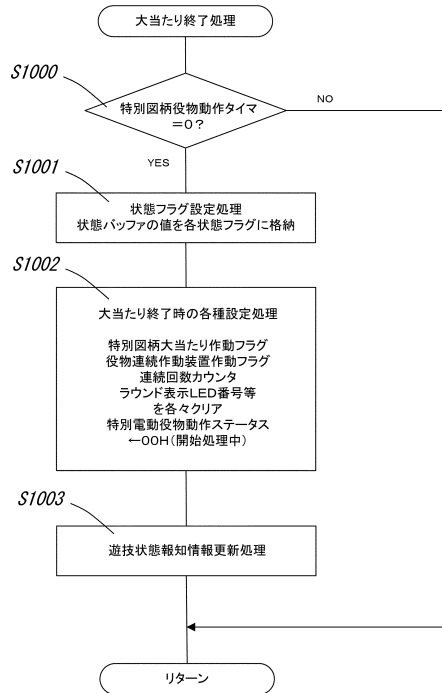 大当たり終了処理
S1000
特別図柄役物動作タイマ
＝０？
NO
YES
S1001
状態フラグ設定処理
状態バッファの値を各状態フラグに格納
S1002
大当たり終了時の各種設定処理
特別図柄大当たり作動フラグ
役物連続作動装置作動フラグ
連続回数カウンタ
ラウンド表示ＬＥＤ番号等
を各々クリア
特別電動役物動作ステータス
←００Ｈ（開始処理中）
S1003
遊技状態報知情報更新処理
リターン